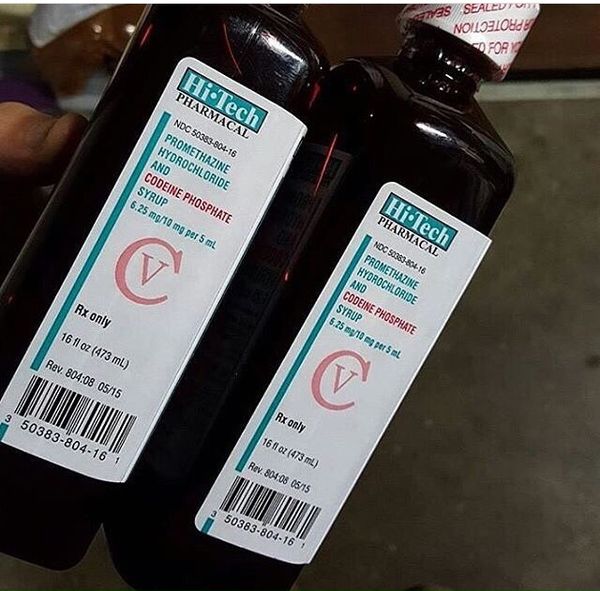 Hi•Tech
PHARMACAL
NDC 50383-804-16
PROMETHAZINE
HYDROCHLORIDE
AND
CODEINE PHOSPHATE
SYRUP
6.25 mg/10 mg per 5 mL
CV
Rx only
16 fl oz (473 mL)
Rev. 804:08 05/15
3 50383-804-16 1
SEALED
PROTECTION
ED FOR
Hi•Tech
PHARMACAL
NDC 50383-804-16
PROMETHAZINE
HYDROCHLORIDE
AND
CODEINE PHOSPHATE
SYRUP
6.25 mg/10 mg per 5 mL
CV
Rx only
16 fl oz (473 mL)
Rev. 804:08 05/15
3 50383-804-16 1